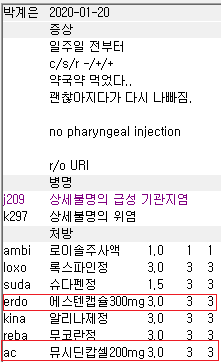 박계은 2020-01-20
증상
일주일 전부터
c/s/r -/+/+
약국약 먹었다..
괜찮아지다가 다시 나빠짐.
no pharyngeal injection
r/o URI
병명
j209 상세불명의 급성 기관지염
k297 상세불명의 위염
처방
ambi 로이솔주사액 1,0 1 1
loxo 록스파인정 3,0 3 3
suda 슈다펜정 1,5 3 3
erdo 에스텐캡슐300mg 3,0 3 3
kina 알리나제정 3,0 3 3
reba 무코란정 3,0 3 3
ac 뮤시딘캅셀200mg 3,0 3 3